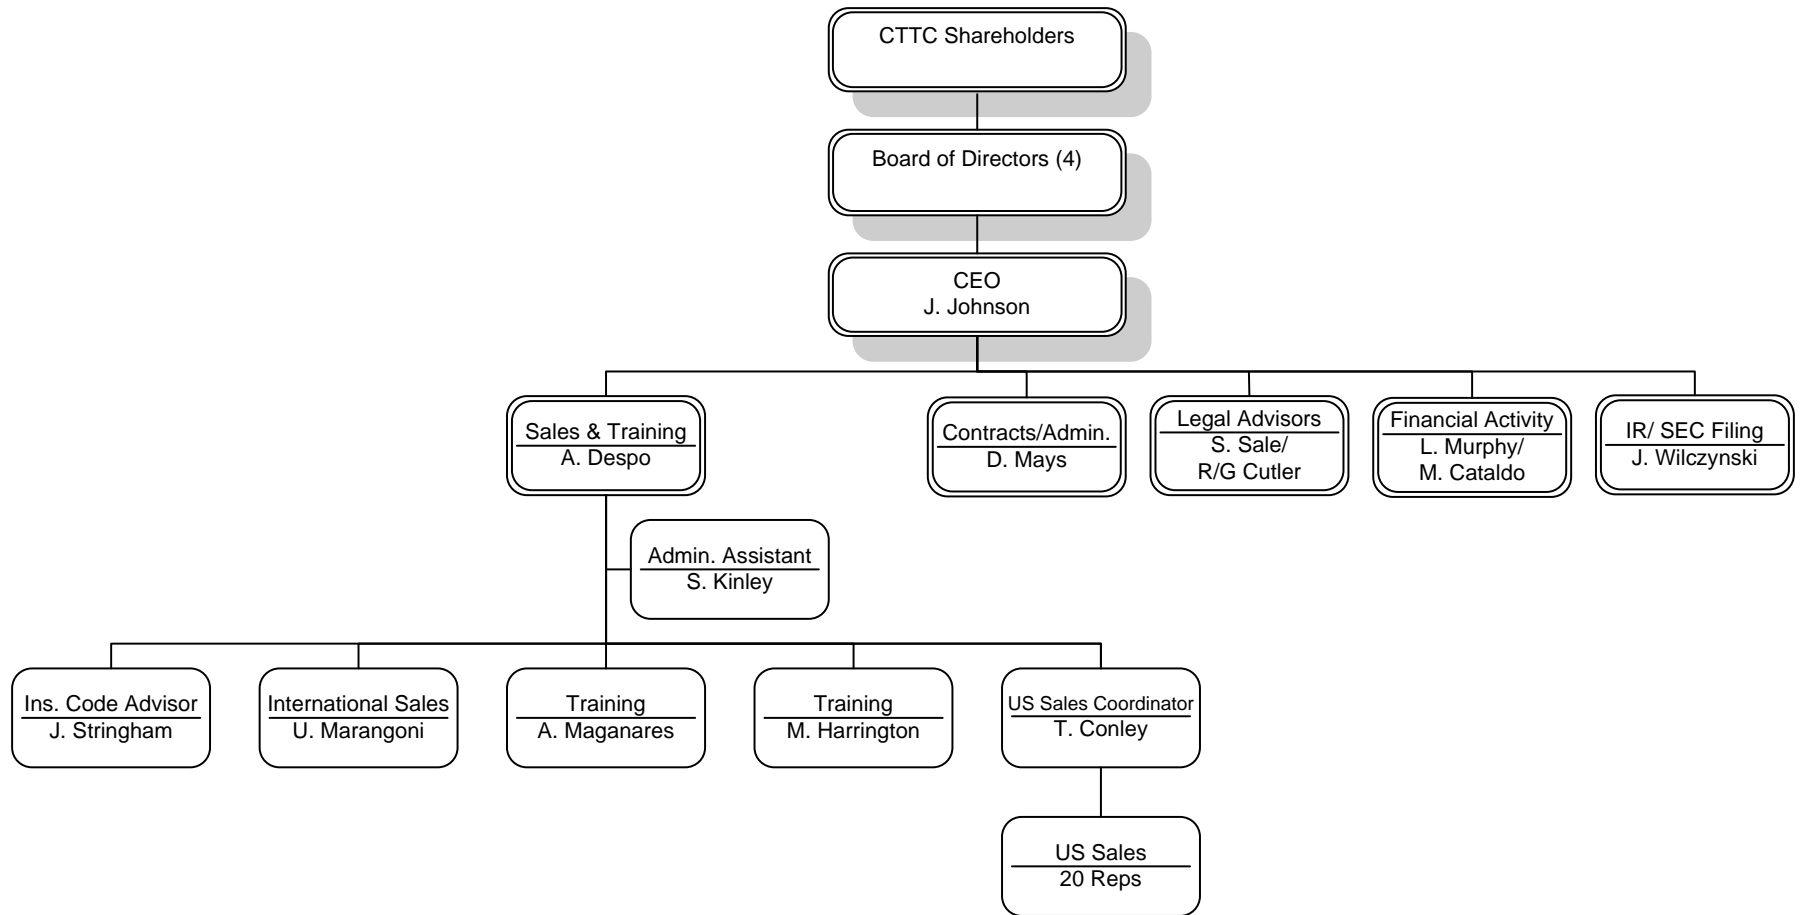 CTTC Shareholders
Board of Directors (4)
CEO
J. Johnson
Sales & Training
A. Despo
Contracts/Admin.
D. Mays
Legal Advisors
S. Sale/
R/G Cutler
Financial Activity
L. Murphy/
M. Cataldo
IR/ SEC Filing
J. Wilczynski
Admin. Assistant
S. Kinley
Ins. Code Advisor
J. Stringham
International Sales
U. Marangoni
Training
A. Maganares
Training
M. Harrington
US Sales Coordinator
T. Conley
US Sales
20 Reps